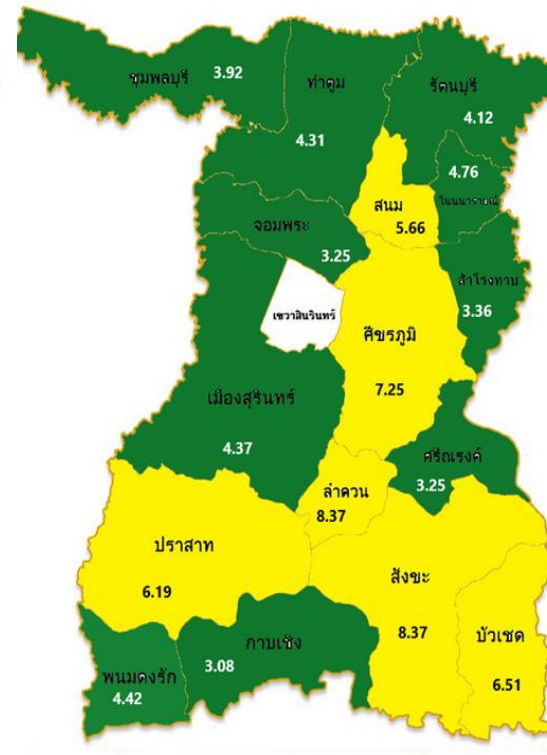 ชุมพลบุรี 3.92
ท่าตูม
4.31
รัตนบุรี
4.12
4.76
โนนนารายณ์
สนม
5.66
จอมพระ
3.25
สำโรงทาบ
3.36
เขวาสินรินทร์
ศีขรภูมิ
7.25
เมืองสุรินทร์
4.37
ศรีณรงค์
3.25
ลำดวน
8.37
ปราสาท
6.19
สังขะ
8.37
บัวเชด
6.51
กาบเชิง
3.08
พนมดงรัก
4.42